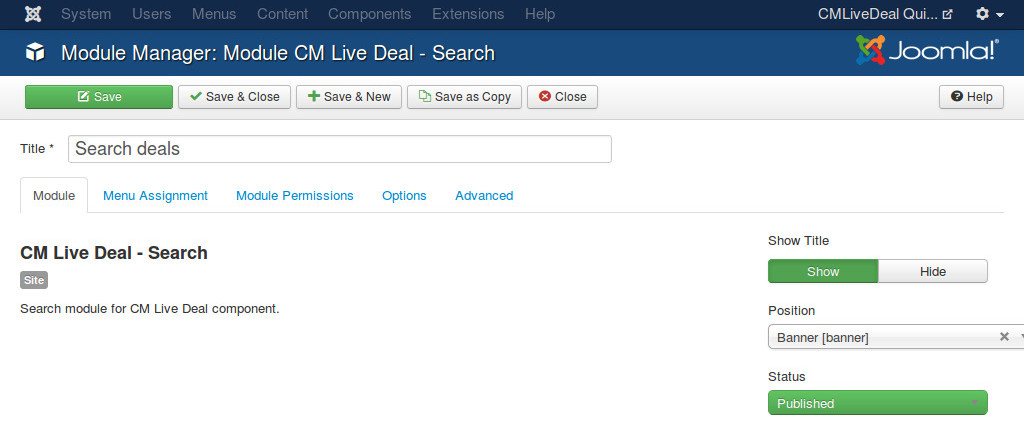 System Users Menus Content Components Extensions Help CMLiveDeal Qui...
Module Manager: Module CM Live Deal - Search Joomla!®
Save Save & Close Save & New Save as Copy Close Help
Title * Search deals
Module Menu Assignment Module Permissions Options Advanced
CM Live Deal - Search
Site
Search module for CM Live Deal component.
Show Title
Show Hide
Position
Banner [banner]
Status
Published